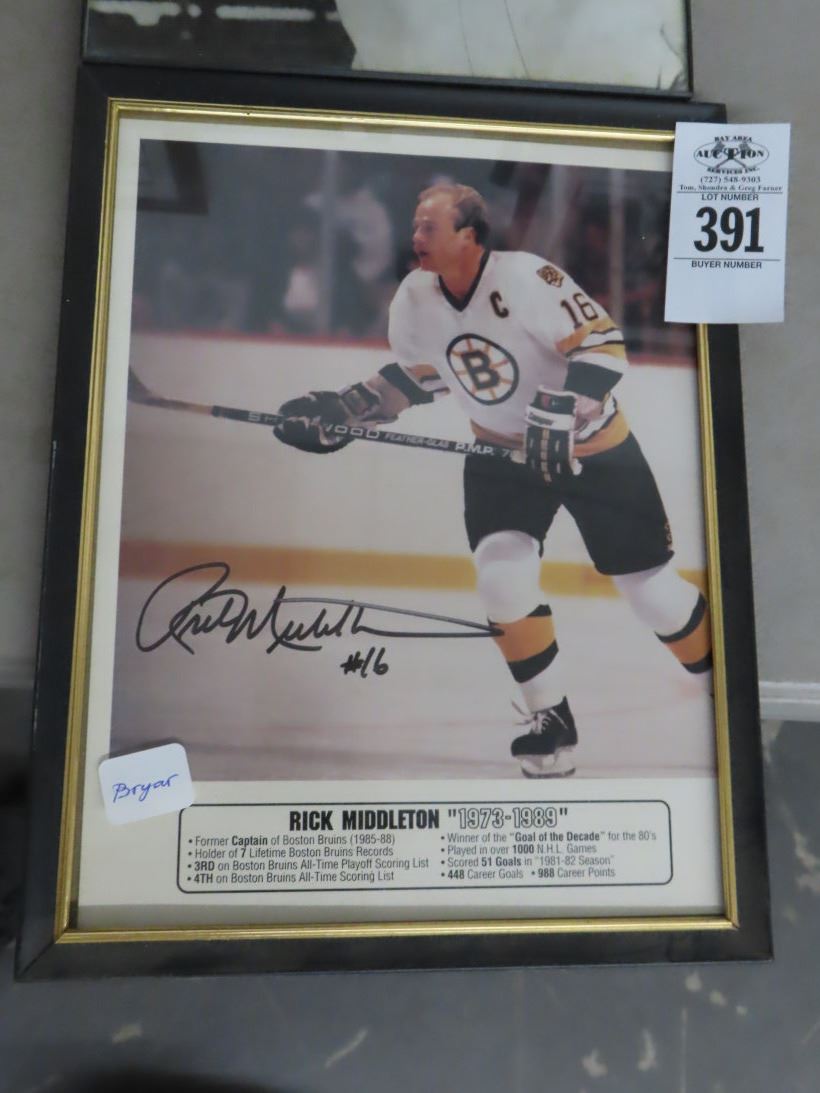 BAY AREA
AUCTION
SERVICES INC.
(727) 548-9303
Tom, Shondra & Greg Farner
LOT NUMBER
391
BUYER NUMBER
C
16
B
SHERWOOD FEATHER-GLAS P.M.P. 7
Rick Middleton
#16
Bryar
RICK MIDDLETON "1973-1989"
• Former Captain of Boston Bruins (1985-88)
• Holder of 7 Lifetime Boston Bruins Records
• 3RD on Boston Bruins All-Time Playoff Scoring List
• 4TH on Boston Bruins All-Time Scoring List
• Winner of the "Goal of the Decade" for the 80's
• Played in over 1000 N.H.L. Games
• Scored 51 Goals in "1981-82 Season"
• 448 Career Goals • 988 Career Points